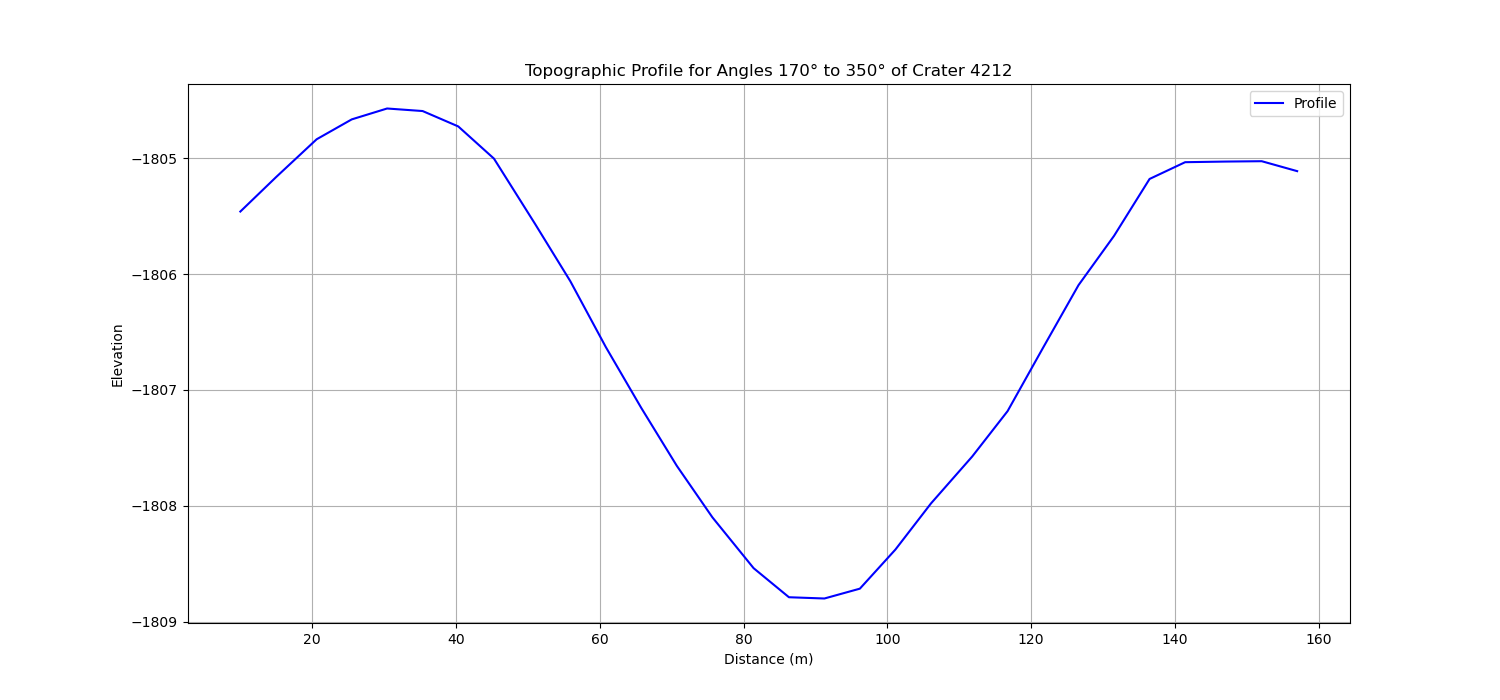 Topographic Profile for Angles 170° to 350° of Crater 4212
Profile
−1805
−1806
−1807
−1808
−1809
Elevation
20 40 60 80 100 120 140 160
Distance (m)